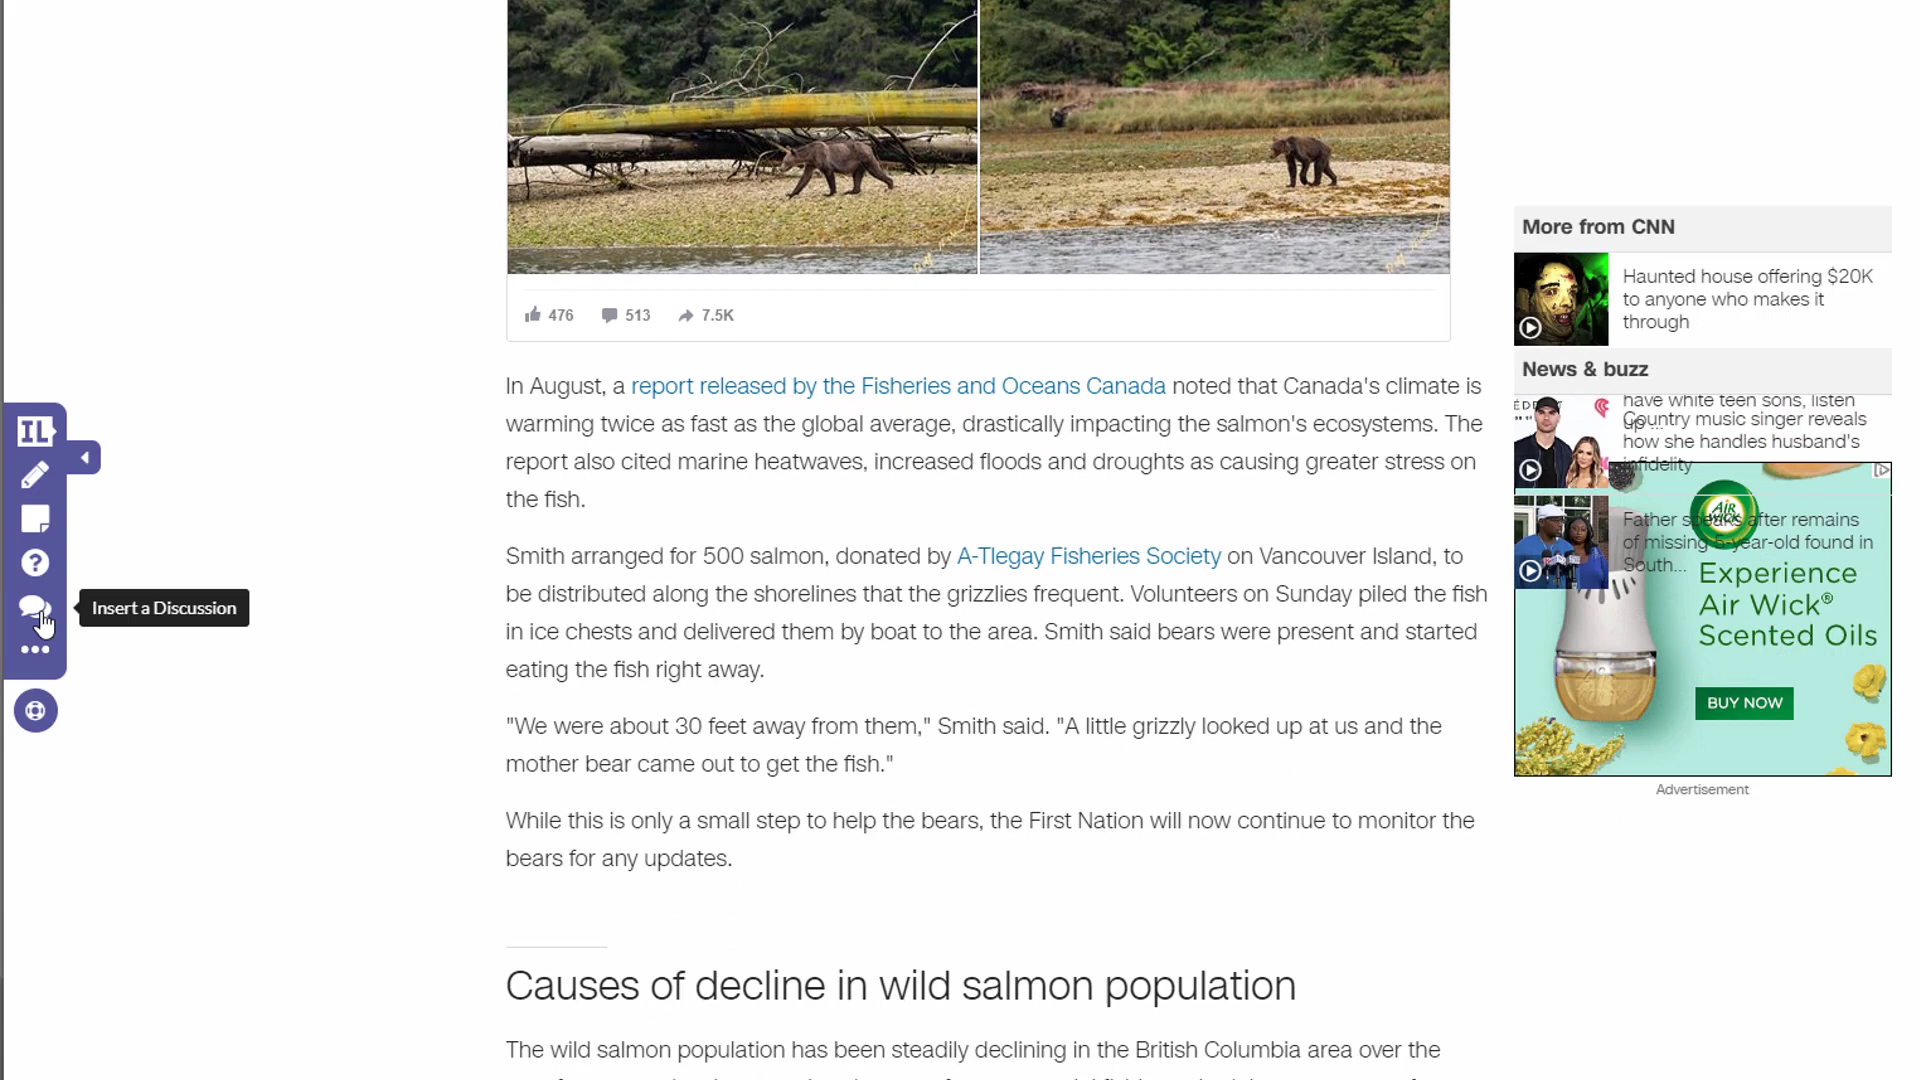 476 513 7.5K
In August, a report released by the Fisheries and Oceans Canada noted that Canada's climate is
warming twice as fast as the global average, drastically impacting the salmon's ecosystems. The
report also cited marine heatwaves, increased floods and droughts as causing greater stress on
the fish.
Smith arranged for 500 salmon, donated by A-Tlegay Fisheries Society on Vancouver Island, to
be distributed along the shorelines that the grizzlies frequent. Volunteers on Sunday piled the fish
in ice chests and delivered them by boat to the area. Smith said bears were present and started
eating the fish right away.
"We were about 30 feet away from them," Smith said. "A little grizzly looked up at us and the
mother bear came out to get the fish."
While this is only a small step to help the bears, the First Nation will now continue to monitor the
bears for any updates.
Causes of decline in wild salmon population
The wild salmon population has been steadily declining in the British Columbia area over the
IL
?
Insert a Discussion
More from CNN
Haunted house offering $20K
to anyone who makes it
through
News & buzz
have white teen sons, listen
up ...
Country music singer reveals
how she handles husband's
infidelity
Father speaks after remains
of missing 5-year-old found in
South...
AiR
WICK
Experience
Air Wick®
Scented Oils
BUY NOW
Advertisement